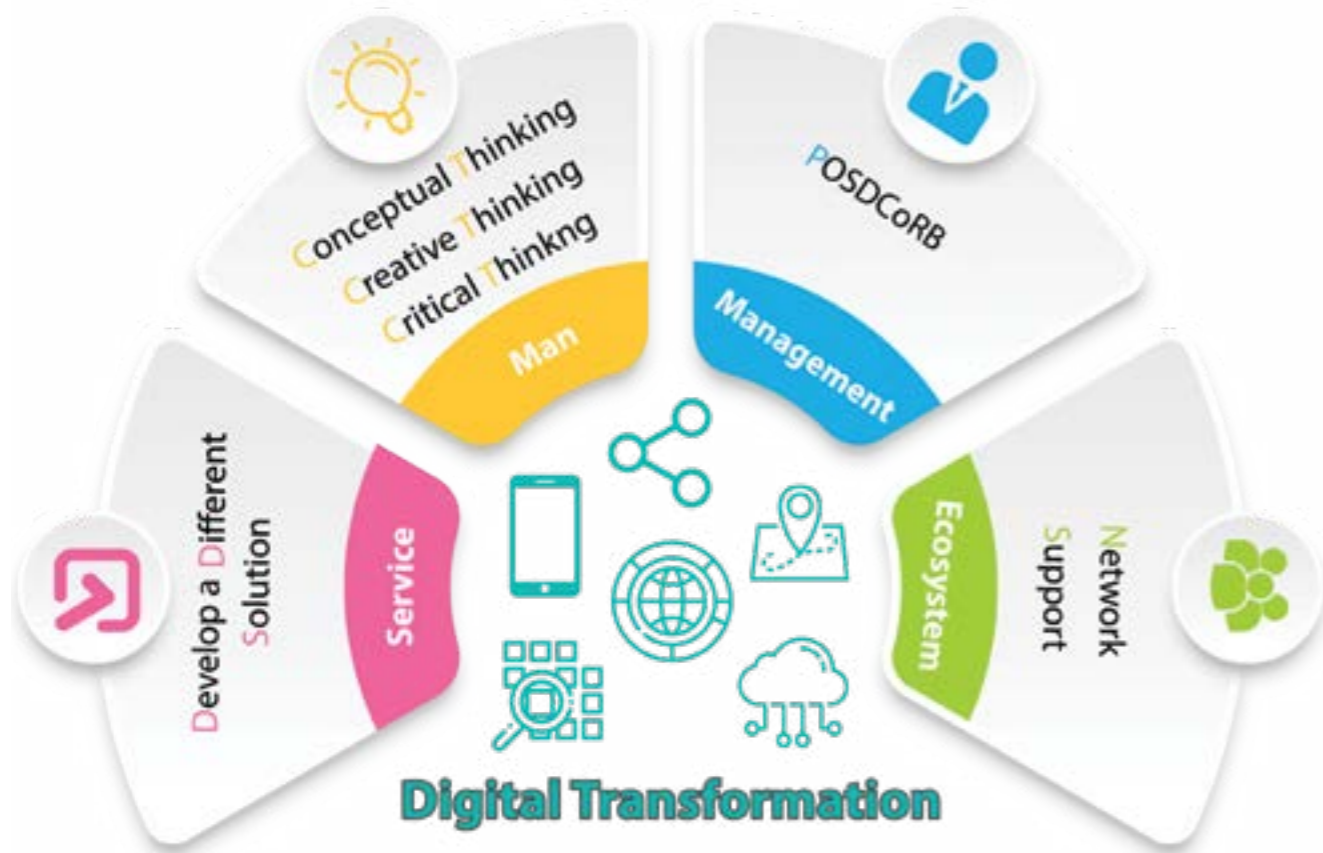 Conceptual Thinking
Creative Thinking
Critical Thinkng
Man
POSDCoRB
Management
Develop a Different
Solution
Service
Network
Support
Ecosystem
Digital Transformation